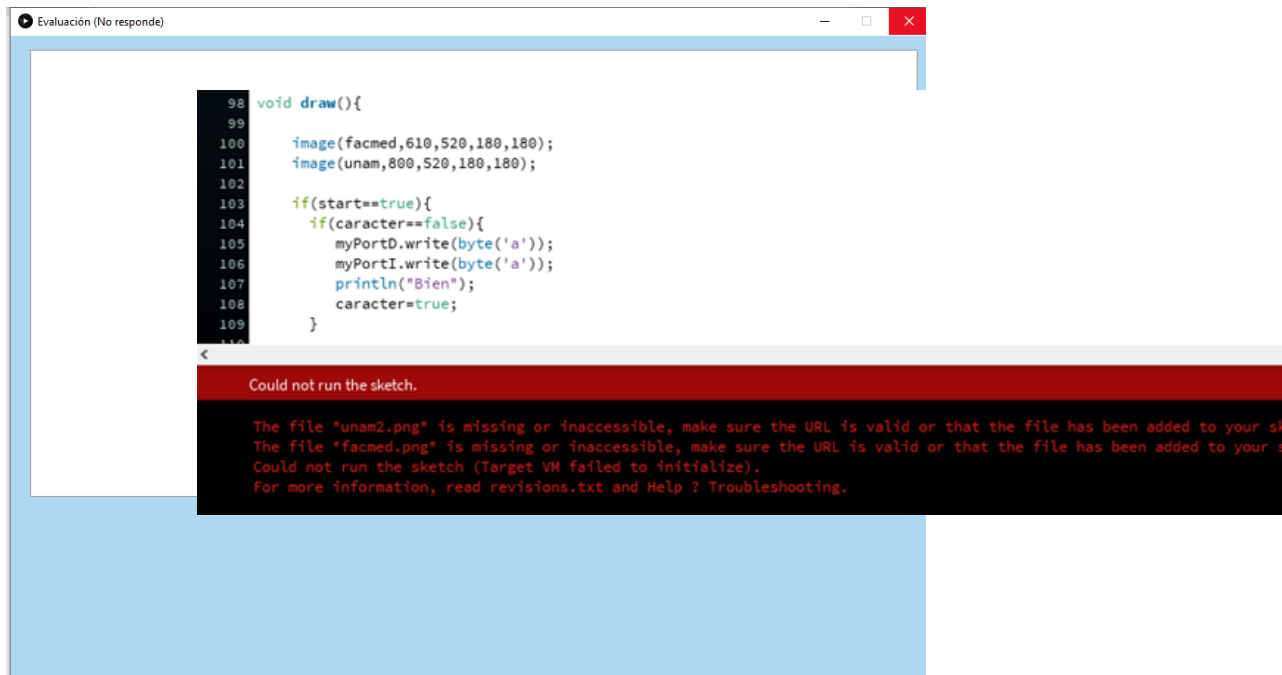 Evaluación (No responde)
98 void draw(){
99
100 image(facmed,610,520,180,180);
101 image(unam,800,520,180,180);
102
103 if(start==true){
104 if(caracter==false){
105 myPortD.write(byte('a'));
106 myPortI.write(byte('a'));
107 println("Bien");
108 caracter=true;
109 }
Could not run the sketch.
The file "unam2.png" is missing or inaccessible, make sure the URL is valid or that the file has been added to your sk
The file "facmed.png" is missing or inaccessible, make sure the URL is valid or that the file has been added to your s
Could not run the sketch (Target VM failed to initialize).
For more information, read revisions.txt and Help ? Troubleshooting.